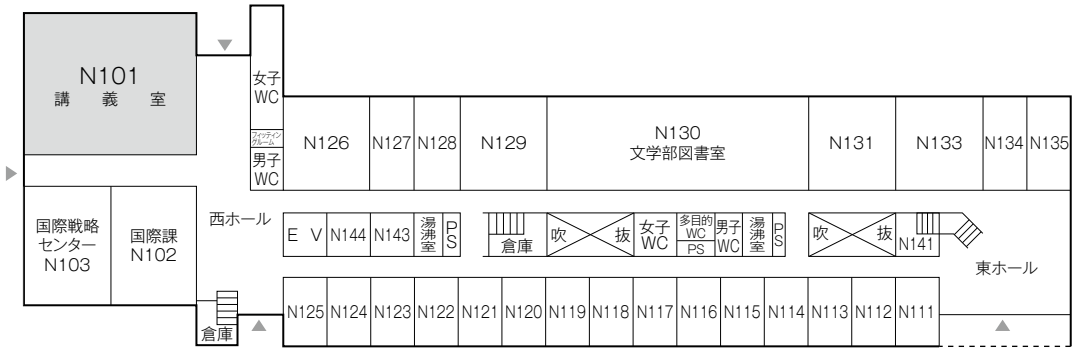 N101
講義室
女子
WC
フィッティング
ルーム
男子
WC
N126
N127
N128
N129
N130
文学部図書室
N131
N133
N134
N135
国際戦略
センター
N103
国際課
N102
西ホール
EV
N144
N143
湯沸室
PS
倉庫
吹抜
女子
WC
多目的
WC
PS
男子
WC
湯沸室
PS
吹抜
N141
東ホール
倉庫
N125
N124
N123
N122
N121
N120
N119
N118
N117
N116
N115
N114
N113
N112
N111